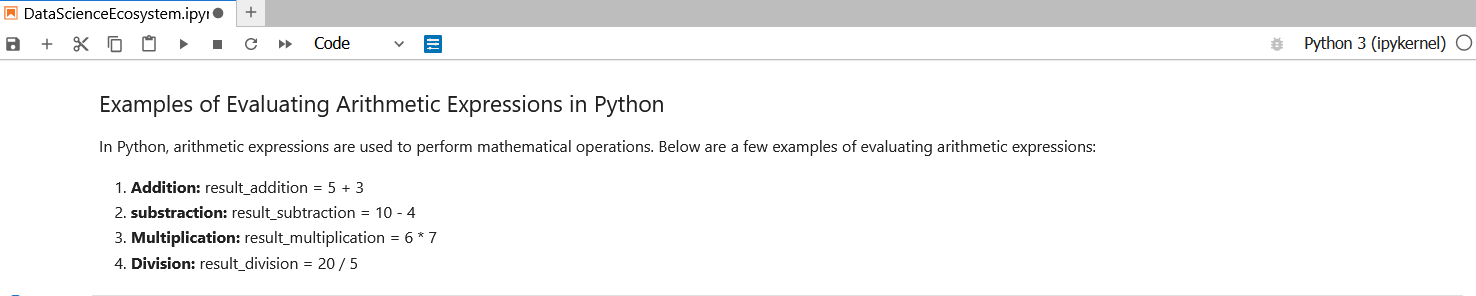 DataScienceEcosystem.ipyn
Code
Python 3 (ipykernel)
Examples of Evaluating Arithmetic Expressions in Python
In Python, arithmetic expressions are used to perform mathematical operations. Below are a few examples of evaluating arithmetic expressions:
1. Addition: result_addition = 5 + 3
2. substraction: result_subtraction = 10 - 4
3. Multiplication: result_multiplication = 6 * 7
4. Division: result_division = 20 / 5